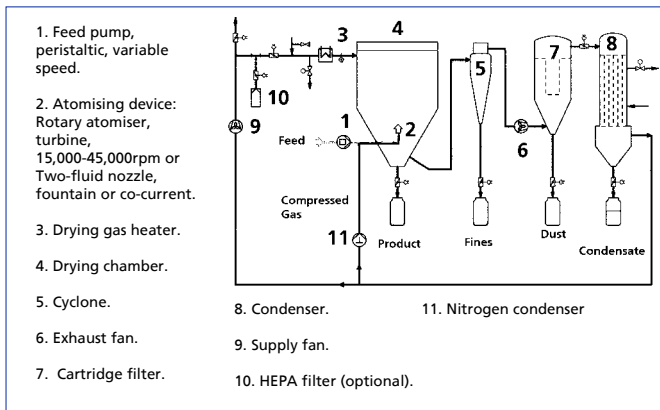 1. Feed pump,
peristaltic, variable
speed.
2. Atomising device:
Rotary atomiser,
turbine,
15,000-45,000rpm or
Two-fluid nozzle,
fountain or co-current.
3. Drying gas heater.
4. Drying chamber.
5. Cyclone.
6. Exhaust fan.
7. Cartridge filter.
3
4
5
7
8
10
9
1
2
Feed
6
Compressed
Gas
11
Product
Fines
Dust
Condensate
8. Condenser.
9. Supply fan.
10. HEPA filter (optional).
11. Nitrogen condenser